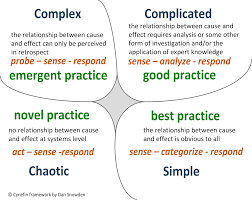 Complex
the relationship between cause
and effect can only be perceived
in retrospect
probe – sense - respond
emergent practice
Complicated
the relationship between cause and
effect requires analysis or some other
form of investigation and/or the
application of expert knowledge
sense – analyze - respond
good practice
novel practice
no relationship between cause
and effect at systems level
act – sense -respond
Chaotic
best practice
the relationship between cause
and effect is obvious to all
sense – categorize - respond
Simple
© Cynefin framework by Dan Snowden